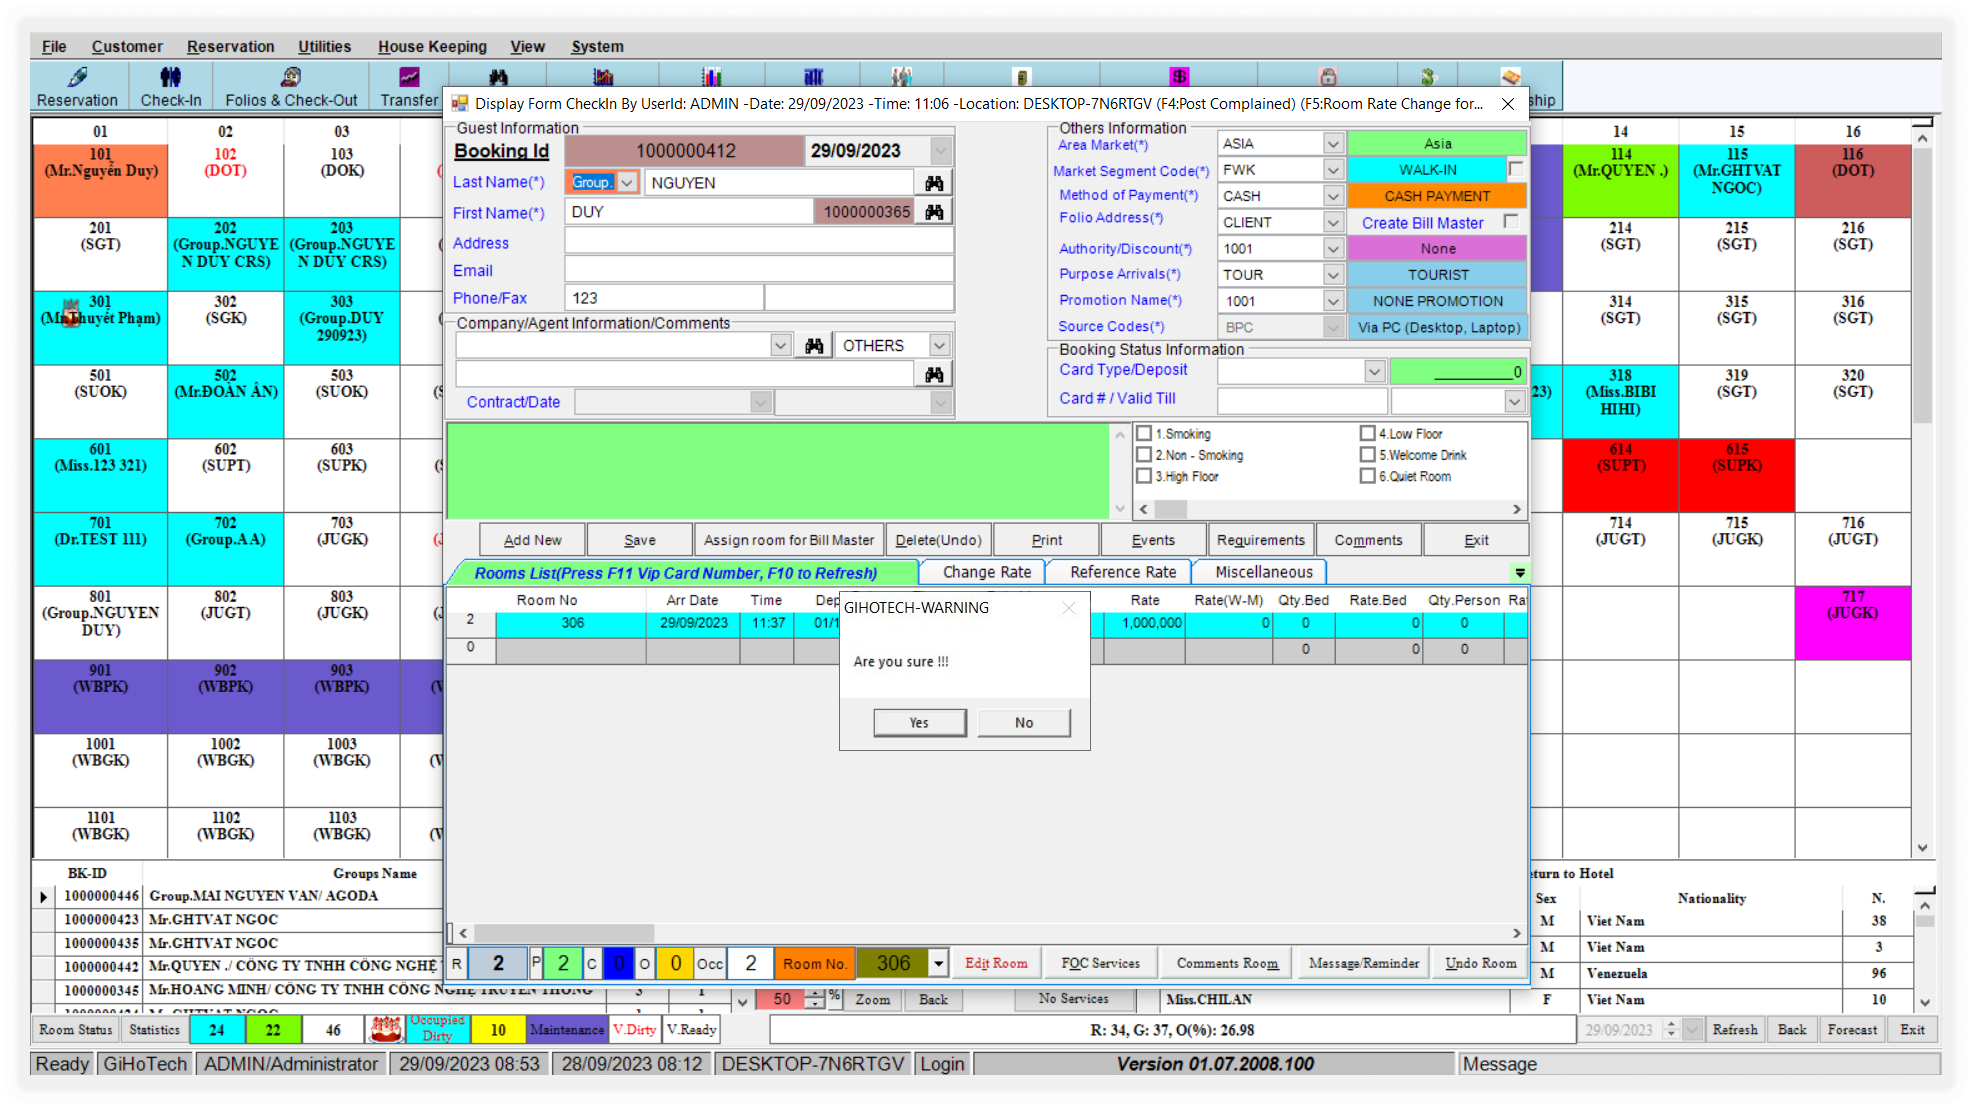 File Customer Reservation Utilities House Keeping View System
Reservation Check-In Folios & Check-Out Transfer ship
Display Form CheckIn By UserId: ADMIN -Date: 29/09/2023 -Time: 11:06 -Location: DESKTOP-7N6RTGV (F4:Post Complained) (F5:Room Rate Change for...
01 02 03 14 15 16
101 (Mr.Nguyễn Duy)
102 (DOT)
103 (DOK)
114 (Mr.QUYEN .)
115 (Mr.GHTVAT NGOC)
116 (DOT)
201 (SGT)
202 (Group.NGUYEN DUY CRS)
203 (Group.NGUYEN DUY CRS)
214 (SGT)
215 (SGT)
216 (SGT)
301 (Mr.Thuyết Phạm)
302 (SGK)
303 (Group.DUY 290923)
314 (SGT)
315 (SGT)
316 (SGT)
501 (SUOK)
502 (Mr.ĐOÀN ÂN)
503 (SUOK)
23)
318 (Miss.BIBI HIHI)
319 (SGT)
320 (SGT)
601 (Miss.123 321)
602 (SUPT)
603 (SUPK)
614 (SUPT)
615 (SUPK)
701 (Dr.TEST 111)
702 (Group.A A)
703 (JUGK)
714 (JUGT)
715 (JUGK)
716 (JUGT)
801 (Group.NGUYEN DUY)
802 (JUGT)
803 (JUGK)
717 (JUGK)
901 (WBPK)
902 (WBPK)
903 (WBPK)
1001 (WBGK)
1002 (WBGK)
1003 (WBGK)
1101 (WBGK)
1102 (WBGK)
1103 (WBGK)
Guest Information
Booking Id 1000000412 29/09/2023
Last Name(*) Group. NGUYEN
First Name(*) DUY 1000000365
Address
Email
Phone/Fax 123
Company/Agent Information/Comments
OTHERS
Contract/Date
Others Information
Area Market(*) ASIA Asia
Market Segment Code(*) FWK WALK-IN
Method of Payment(*) CASH CASH PAYMENT
Folio Address(*) CLIENT Create Bill Master
Authority/Discount(*) 1001 None
Purpose Arrivals(*) TOUR TOURIST
Promotion Name(*) 1001 NONE PROMOTION
Source Codes(*) BPC Via PC (Desktop, Laptop)
Booking Status Information
Card Type/Deposit 0
Card # / Valid Till
1.Smoking 4.Low Floor
2.Non - Smoking 5.Welcome Drink
3.High Floor 6.Quiet Room
Add New Save Assign room for Bill Master Delete(Undo) Print Events Requirements Comments Exit
Rooms List(Press F11 Vip Card Number, F10 to Refresh) Change Rate Reference Rate Miscellaneous
Room No Arr Date Time Dep Rate Rate(W-M) Qty.Bed Rate.Bed Qty.Person Rat
2 306 29/09/2023 11:37 01/1 1,000,000 0 0 0 0
0 0 0 0
GIHOTECH-WARNING
Are you sure !!!
Yes No
R 2 P 2 C 0 O 0 Occ 2 Room No. 306 Edit Room FOC Services Comments Room Message/Reminder Undo Room
BK-ID Groups Name
1000000446 Group.MAI NGUYEN VAN/ AGODA
1000000423 Mr.GHTVAT NGOC
1000000435 Mr.GHTVAT NGOC
1000000442 Mr.QUYEN ./ CÔNG TY TNHH CÔNG NGHỆ
1000000345 Mr.HOANG MINH/ CÔNG TY TNHH CÔNG NGHỆ TRUYEN THONG 3 1
eturn to Hotel
Sex Nationality N.
M Viet Nam 38
M Viet Nam 3
M Venezuela 96
F Viet Nam 10
50 % Zoom Back No Services Miss.CHILAN
Room Status Statistics 24 22 46 Occupied Dirty 10 Maintenance V.Dirty V.Ready R: 34, G: 37, O(%): 26.98 29/09/2023 Refresh Back Forecast Exit
Ready GiHoTech ADMIN/Administrator 29/09/2023 08:53 28/09/2023 08:12 DESKTOP-7N6RTGV Login Version 01.07.2008.100 Message